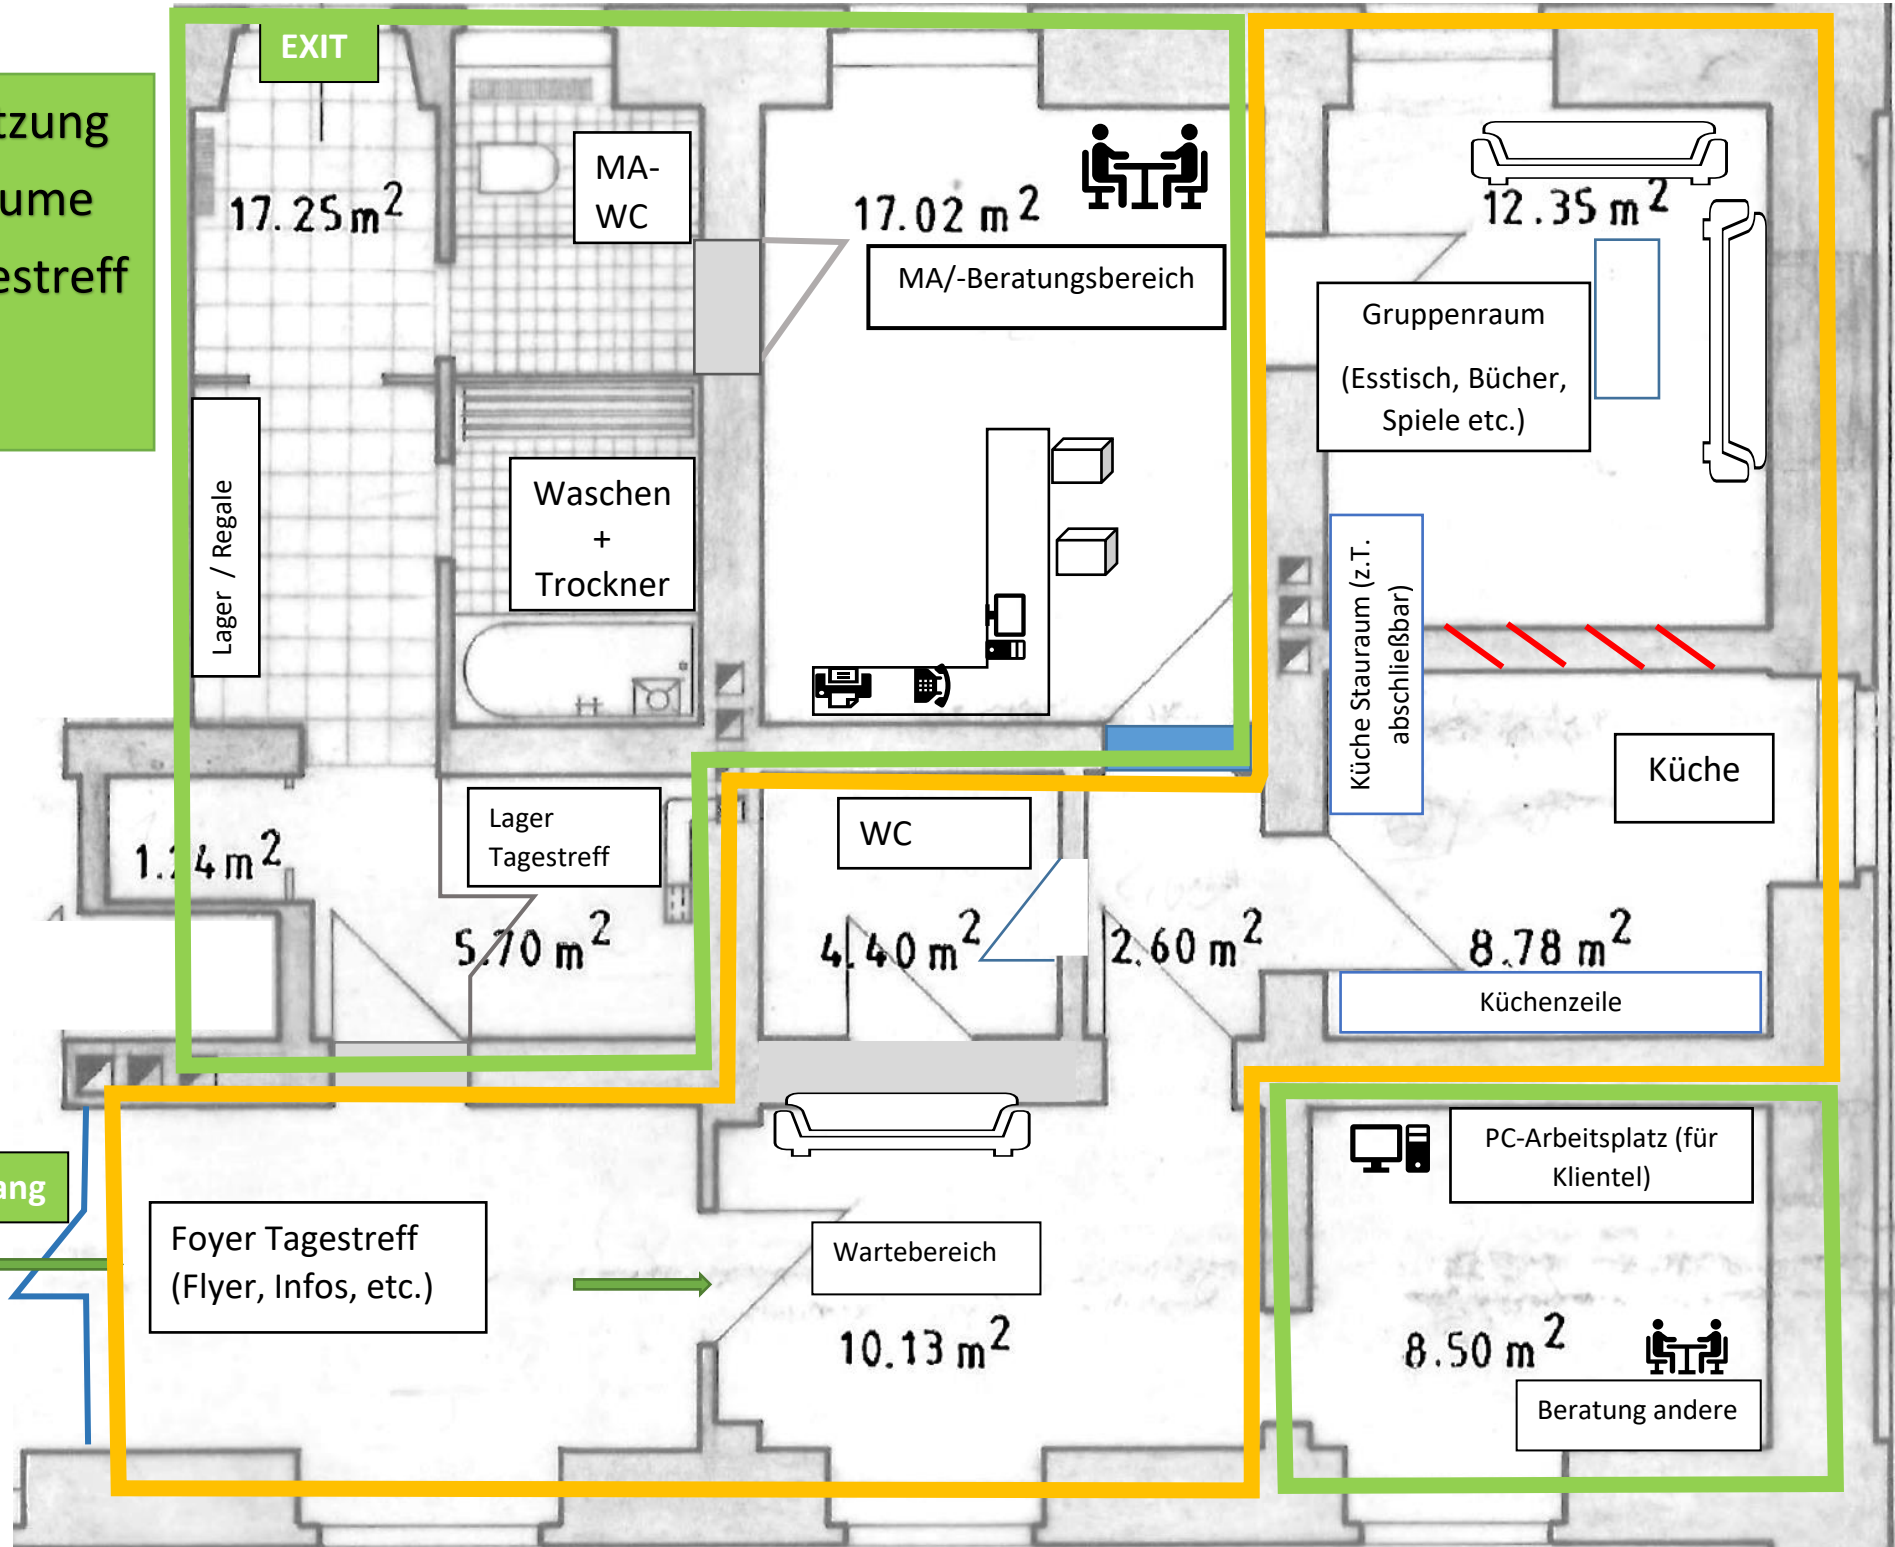 EXIT
tzung
ume
estreff
17.25 m²
MA-
WC
17.02 m²
MA/-Beratungsbereich
12.35 m²
Gruppenraum
(Esstisch, Bücher,
Spiele etc.)
Lager / Regale
Waschen
+
Trockner
Küche Stauraum (z.T.
abschließbar)
Küche
Lager
Tagestreff
WC
5.70 m²
4.40 m²
2.60 m²
8.78 m²
Küchenzeile
ang
Foyer Tagestreff
(Flyer, Infos, etc.)
Wartebereich
10.13 m²
PC-Arbeitsplatz (für
Klientel)
8.50 m²
Beratung andere